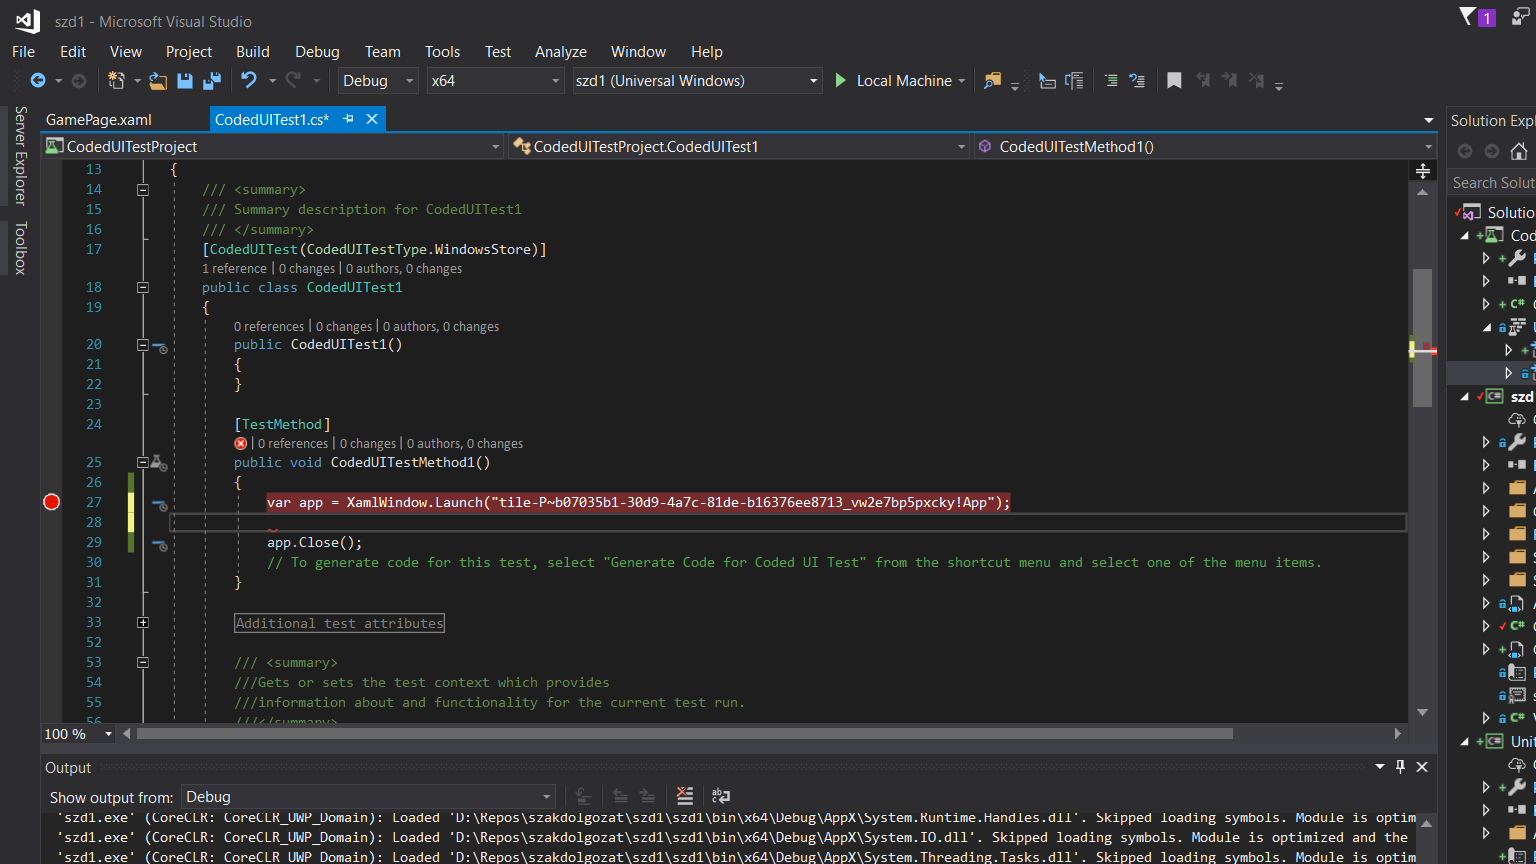 szd1 - Microsoft Visual Studio
1
File Edit View Project Build Debug Team Tools Test Analyze Window Help
Debug x64 szd1 (Universal Windows) Local Machine
Server Explorer
Toolbox
GamePage.xaml CodedUITest1.cs*
CodedUITestProject CodedUITestProject.CodedUITest1 CodedUITestMethod1()
13 {
14 /// <summary>
15 /// Summary description for CodedUITest1
16 /// </summary>
17 [CodedUITest(CodedUITestType.WindowsStore)]
1 reference | 0 changes | 0 authors, 0 changes
18 public class CodedUITest1
19 {
0 references | 0 changes | 0 authors, 0 changes
20 public CodedUITest1()
21 {
22 }
23
24 [TestMethod]
| 0 references | 0 changes | 0 authors, 0 changes
25 public void CodedUITestMethod1()
26 {
27 var app = XamlWindow.Launch("tile-P~b07035b1-30d9-4a7c-81de-b16376ee8713_vw2e7bp5pxcky!App");
28
29 app.Close();
30 // To generate code for this test, select "Generate Code for Coded UI Test" from the shortcut menu and select one of the menu items.
31 }
32
33 Additional test attributes
52
53 /// <summary>
54 ///Gets or sets the test context which provides
55 ///information about and functionality for the current test run.
56 ///</summary>
100 %
Output
Show output from: Debug
'szd1.exe' (CoreCLR: CoreCLR_UWP_Domain): Loaded 'D:\Repos\szakdolgozat\szd1\szd1\bin\x64\Debug\AppX\System.Runtime.Handles.dll'. Skipped loading symbols. Module is optim
'szd1.exe' (CoreCLR: CoreCLR_UWP_Domain): Loaded 'D:\Repos\szakdolgozat\szd1\szd1\bin\x64\Debug\AppX\System.IO.dll'. Skipped loading symbols. Module is optimized and the
'szd1.exe' (CoreCLR: CoreCLR_UWP_Domain): Loaded 'D:\Repos\szakdolgozat\szd1\szd1\bin\x64\Debug\AppX\System.Threading.Tasks.dll'. Skipped loading symbols. Module is optim
Solution Expl
Search Soluti
Solutio
Cod
szd
Unit